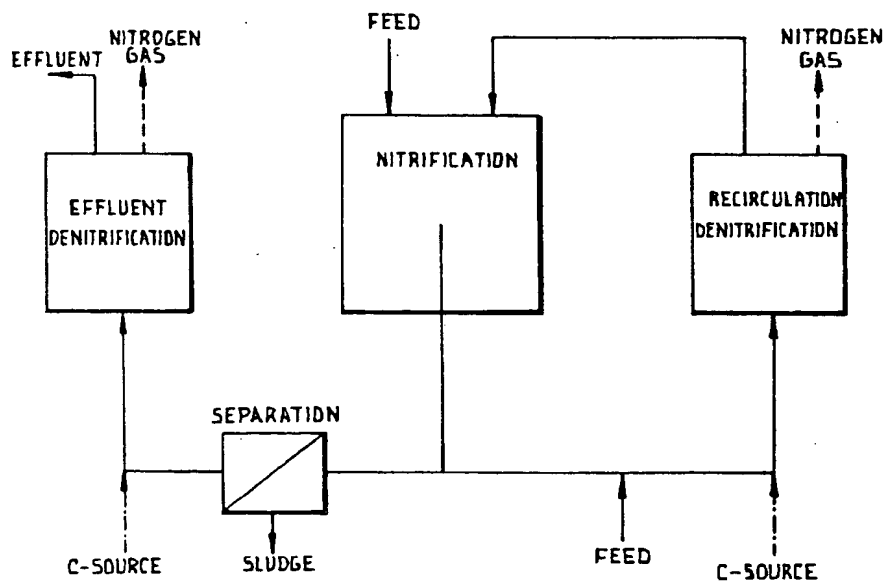 FEED
NITROGEN
GAS
EFFLUENT
NITROGEN
GAS
NITRIFICATION
EFFLUENT
DENITRIFICATION
RECIRCULATION
DENITRIFICATION
SEPARATION
C-SOURCE
SLUDGE
FEED
C-SOURCE